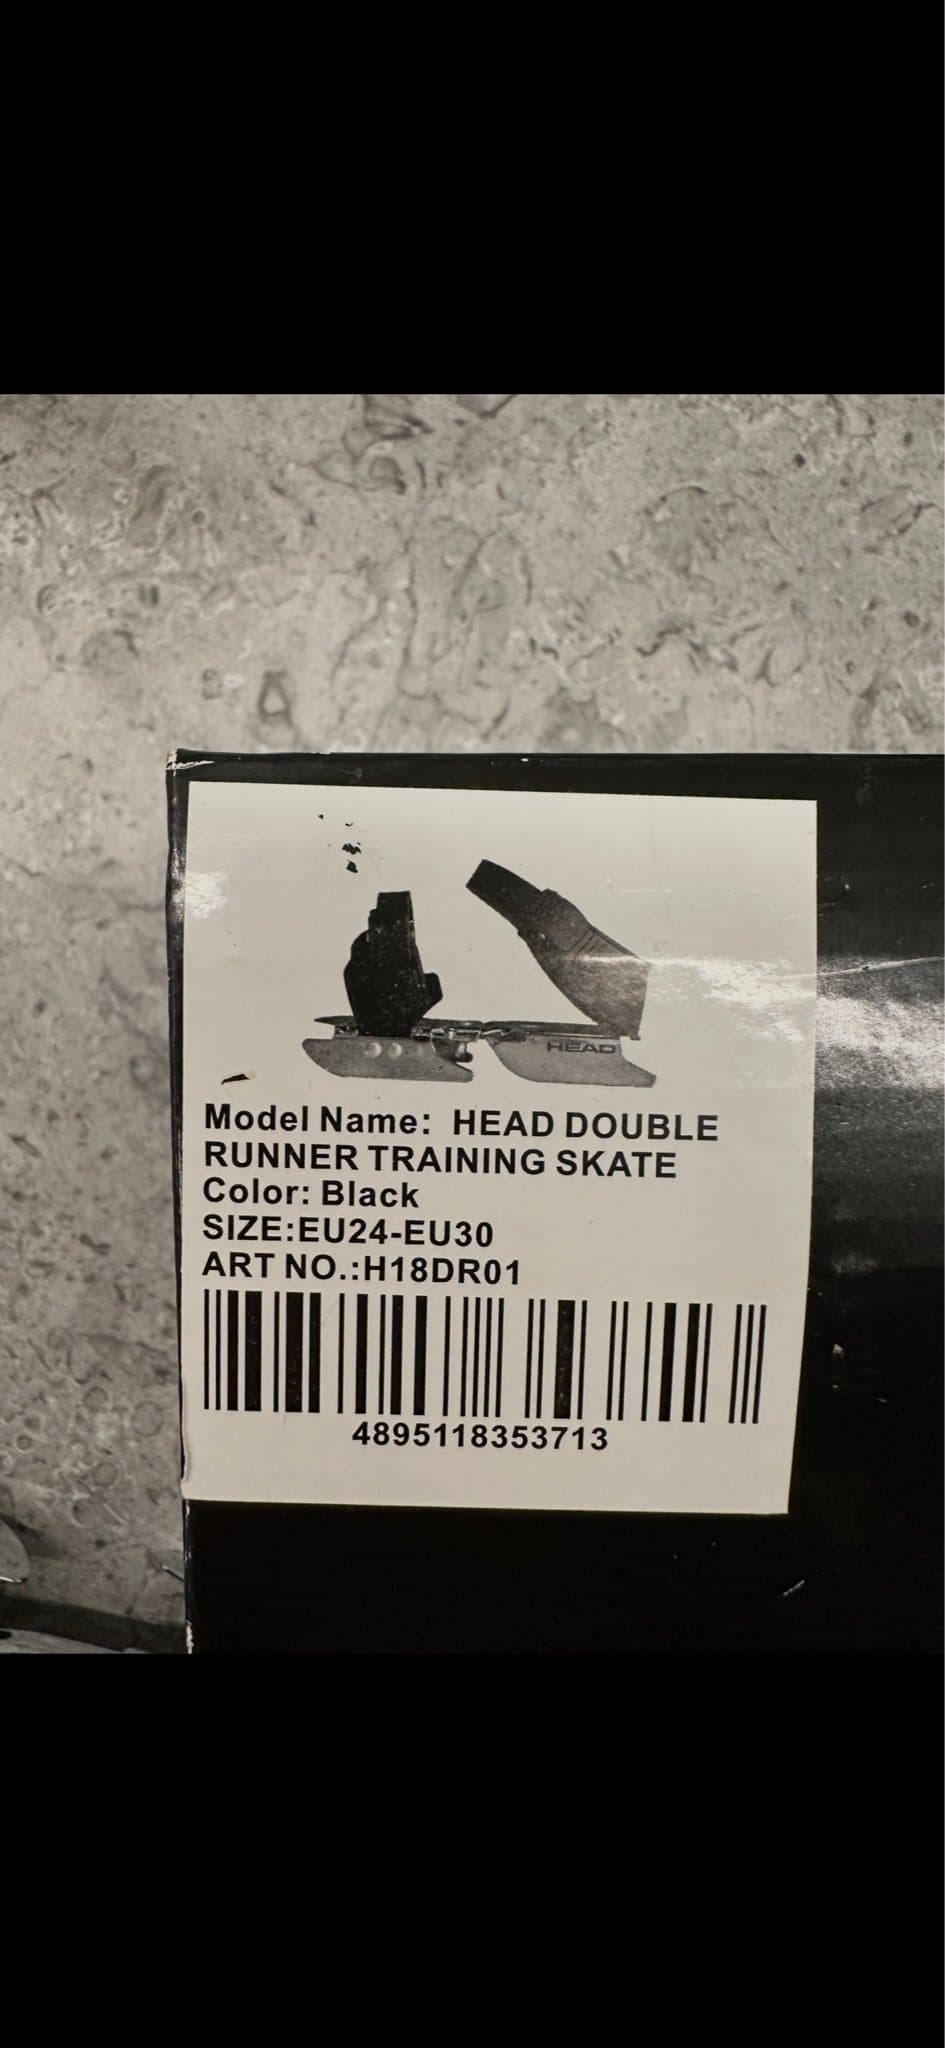 HEAD
Model Name: HEAD DOUBLE
RUNNER TRAINING SKATE
Color: Black
SIZE:EU24-EU30
ART NO.:H18DR01
4895118353713